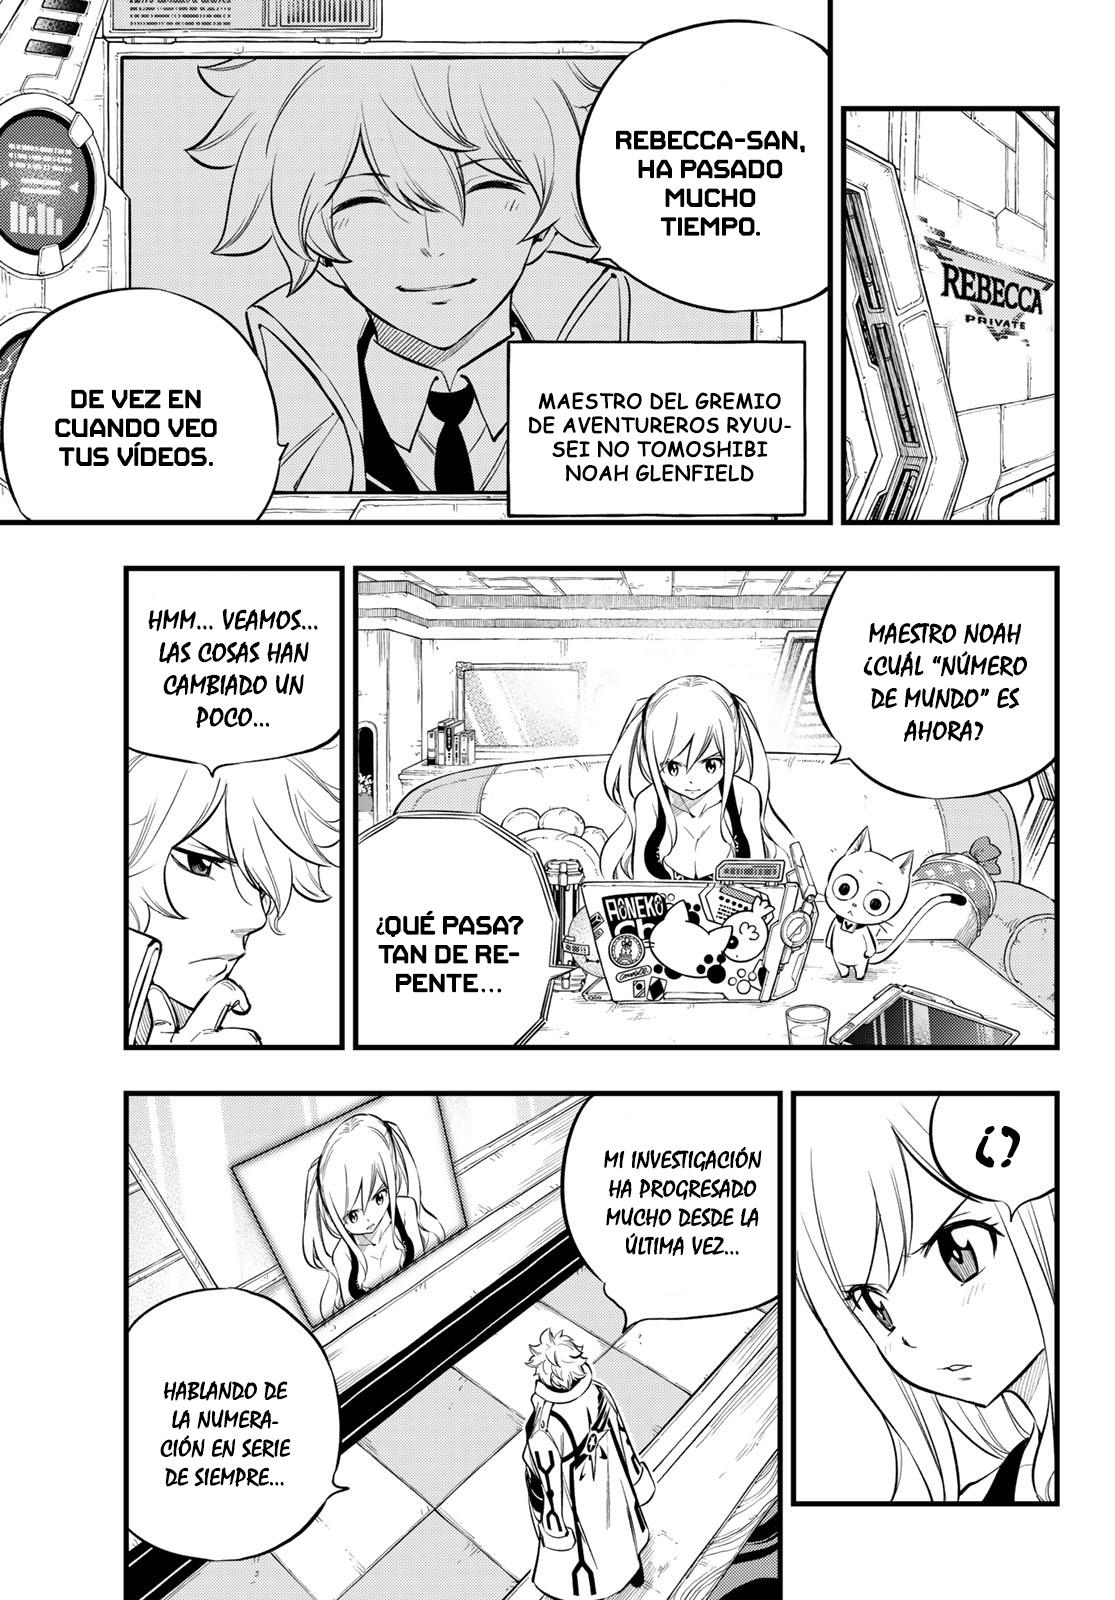 REBECCA
PRIVATE
REBECCA-SAN,
HA PASADO
MUCHO
TIEMPO.
MAESTRO DEL GREMIO
DE AVENTUREROS RYUU-
SEI NO TOMOSHIBI
NOAH GLENFIELD
DE VEZ EN
CUANDO VEO
TUS VÍDEOS.
MAESTRO NOAH
¿CUÁL “NÚMERO
DE MUNDO” ES
AHORA?
AONEKO
¿QUÉ PASA?
TAN DE RE-
PENTE...
HMM... VEAMOS...
LAS COSAS HAN
CAMBIADO UN
POCO...
¿?
MI INVESTIGACIÓN
HA PROGRESADO
MUCHO DESDE LA
ÚLTIMA VEZ...
HABLANDO DE
LA NUMERA-
CIÓN EN SERIE
DE SIEMPRE...